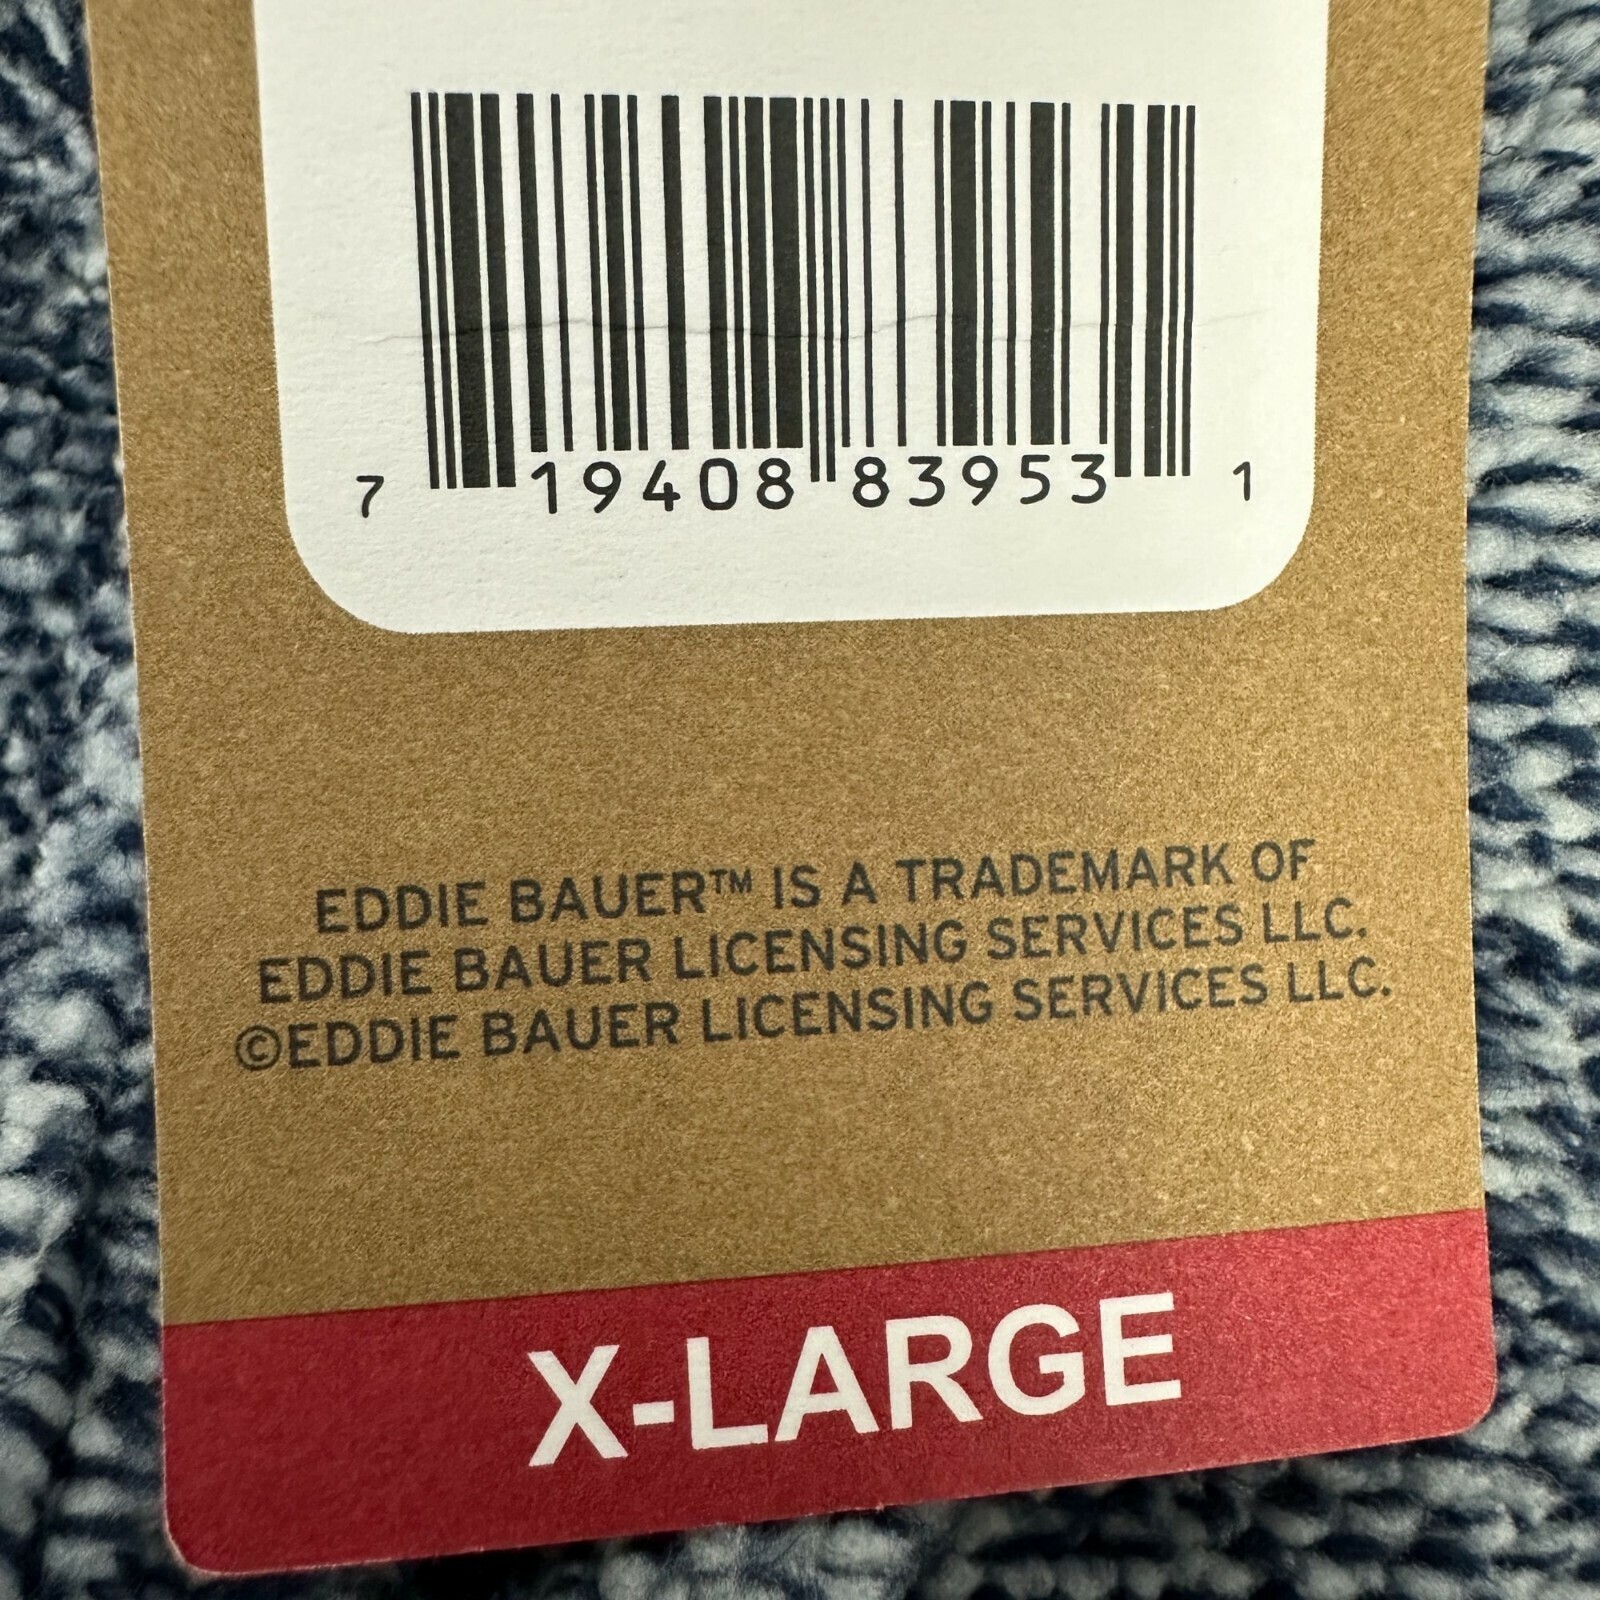 7 19408 83953 1
EDDIE BAUER™ IS A TRADEMARK OF
EDDIE BAUER LICENSING SERVICES LLC.
©EDDIE BAUER LICENSING SERVICES LLC.
X-LARGE